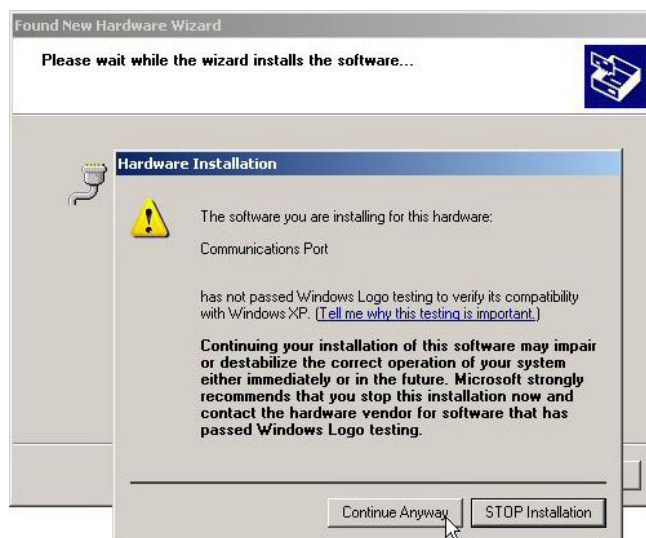 Found New Hardware Wizard
Please wait while the wizard installs the software...
Hardware Installation
The software you are installing for this hardware:
Communications Port
has not passed Windows Logo testing to verify its compatibility
with Windows XP. (Tell me why this testing is important.)
Continuing your installation of this software may impair
or destabilize the correct operation of your system
either immediately or in the future. Microsoft strongly
recommends that you stop this installation now and
contact the hardware vendor for software that has
passed Windows Logo testing.
Continue Anyway
STOP Installation